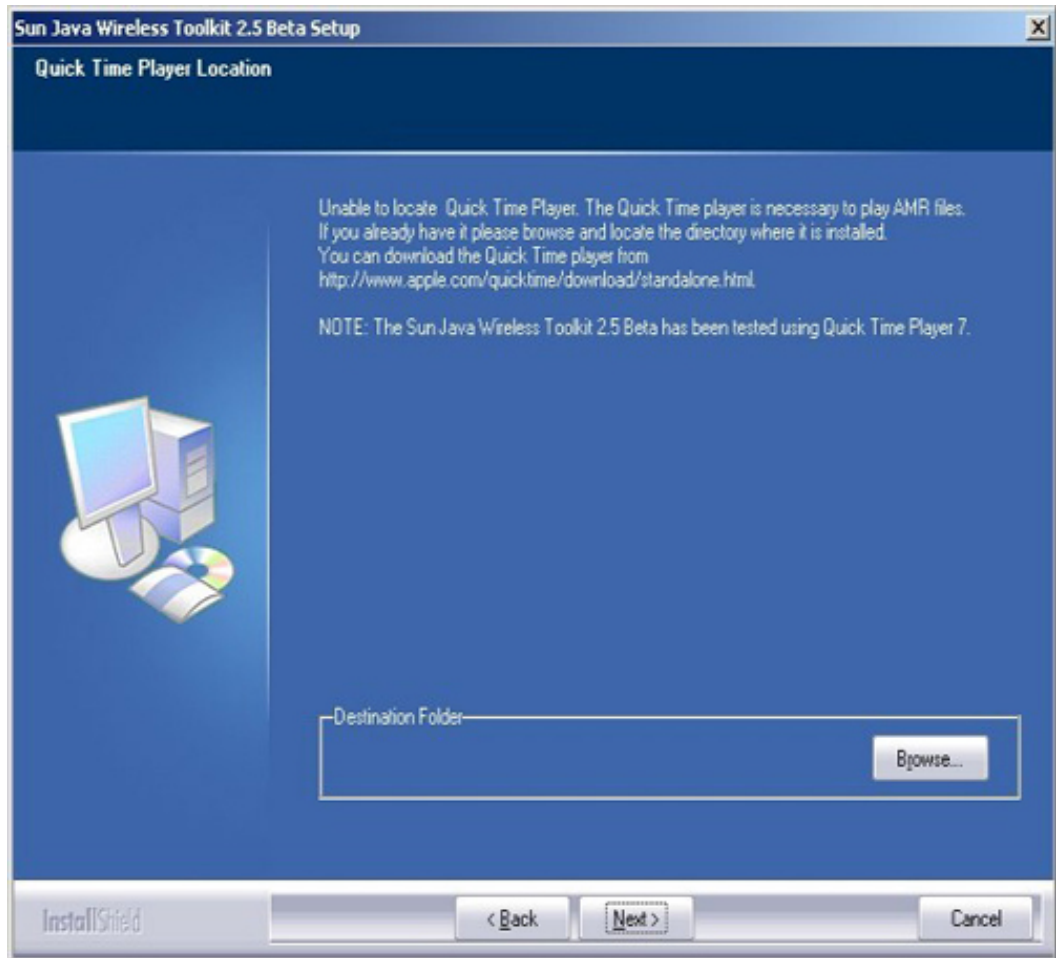 Sun Java Wireless Toolkit 2.5 Beta Setup
Quick Time Player Location
Unable to locate Quick Time Player. The Quick Time player is necessary to play AMR files.
If you already have it please browse and locate the directory where it is installed.
You can download the Quick Time player from
http://www.apple.com/quicktime/download/standalone.html.
NOTE: The Sun Java Wireless Toolkit 2.5 Beta has been tested using Quick Time Player 7.
Destination Folder
Browse...
InstallShield
< Back
Next >
Cancel